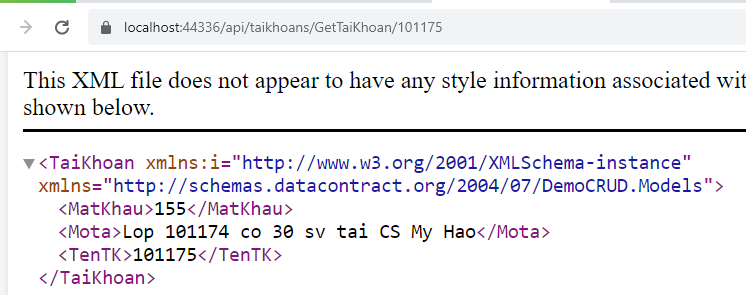 localhost:44336/api/taikhoans/GetTaiKhoan/101175
This XML file does not appear to have any style information associated
shown below.
<TaiKhoan xmlns:i="http://www.w3.org/2001/XMLSchema-instance"
xmlns="http://schemas.datacontract.org/2004/07/DemoCRUD.Models">
<MatKhau>155</MatKhau>
<Mota>Lop 101174 co 30 sv tai CS My Hao</Mota>
<TenTK>101175</TenTK>
</TaiKhoan>